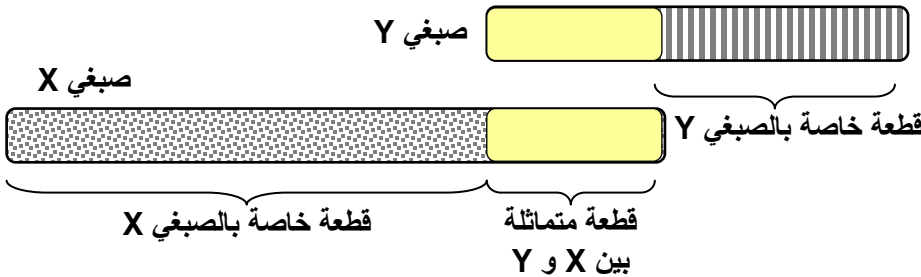 صبغي Y
صبغي X
قطعة خاصة بالصبغي Y
قطعة خاصة بالصبغي X
قطعة متماثلة
بين X و Y